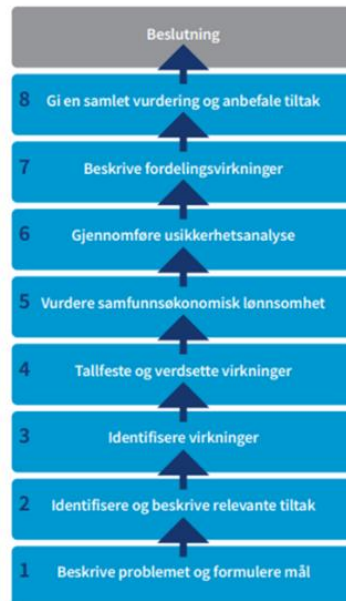 Beslutning
8 Gi en samlet vurdering og anbefale tiltak
7 Beskrive fordelingsvirkninger
6 Gjennomføre usikkerhetsanalyse
5 Vurdere samfunnsøkonomisk lønnsomhet
4 Tallfeste og verdsette virkninger
3 Identifisere virkninger
2 Identifisere og beskrive relevante tiltak
1 Beskrive problemet og formulere mål